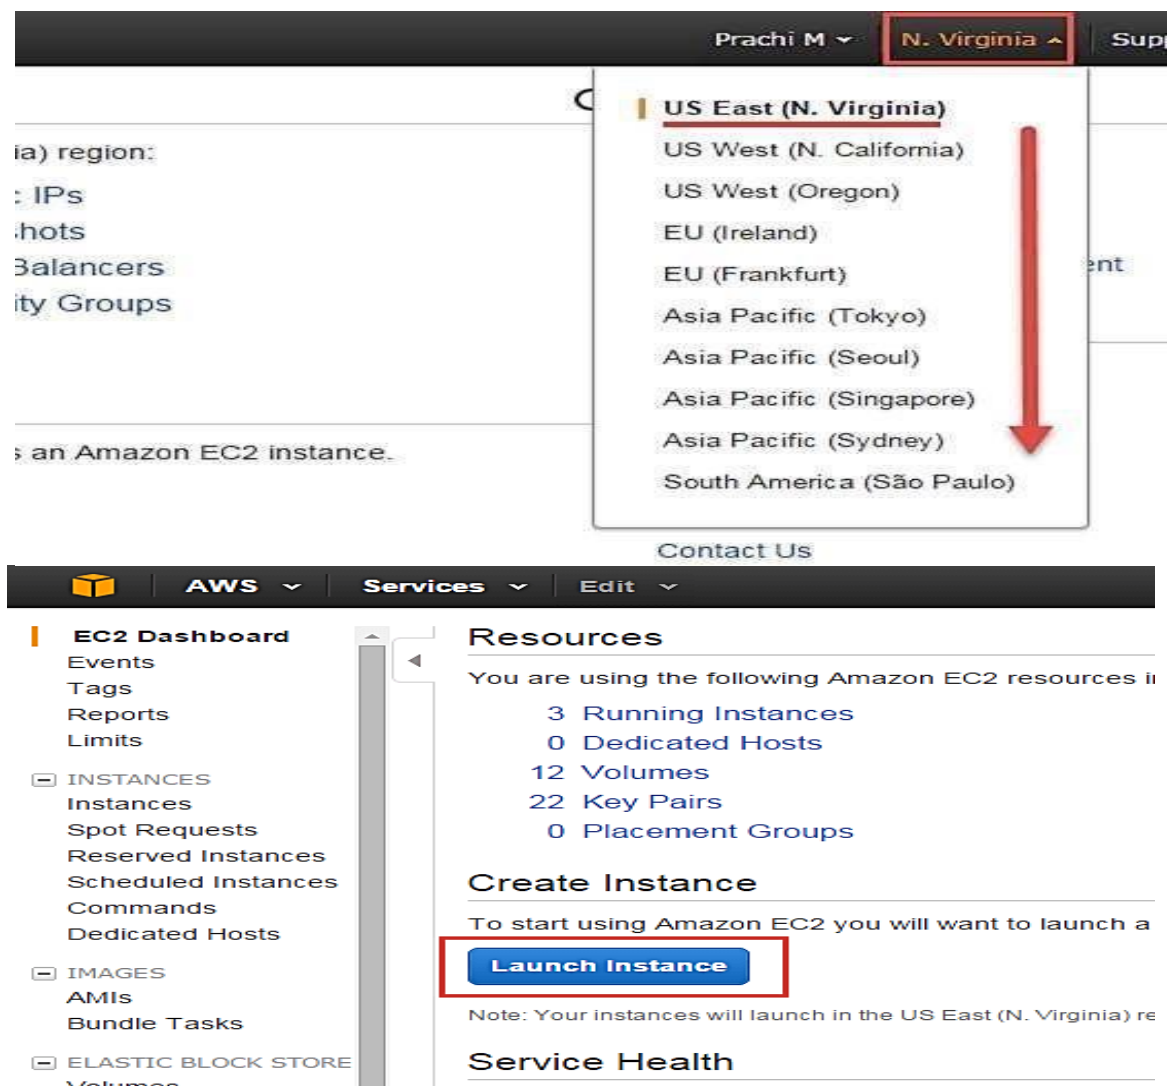 Prachi M N. Virginia
US East (N. Virginia)
US West (N. California)
US West (Oregon)
EU (Ireland)
EU (Frankfurt)
Asia Pacific (Tokyo)
Asia Pacific (Seoul)
Asia Pacific (Singapore)
Asia Pacific (Sydney)
South America (São Paulo)
ia) region:
IPs
hots
Balancers
ity Groups
ent
s an Amazon EC2 instance.
Contact Us
AWS Services Edit
EC2 Dashboard
Events
Tags
Reports
Limits
INSTANCES
Instances
Spot Requests
Reserved Instances
Scheduled Instances
Commands
Dedicated Hosts
IMAGES
AMIs
Bundle Tasks
ELASTIC BLOCK STORE
Volumes
Resources
You are using the following Amazon EC2 resources i
3 Running Instances
0 Dedicated Hosts
12 Volumes
22 Key Pairs
0 Placement Groups
Create Instance
To start using Amazon EC2 you will want to launch a
Launch Instance
Note: Your instances will launch in the US East (N. Virginia) re
Service Health